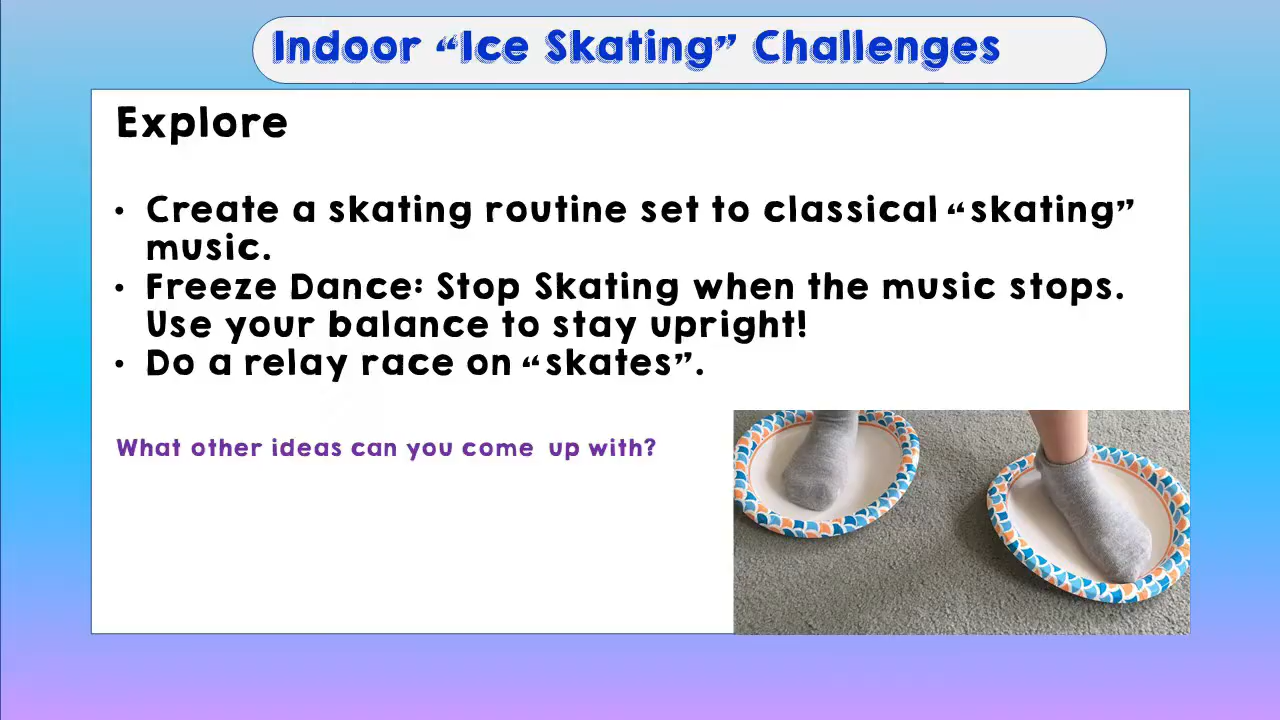 Indoor “Ice Skating” Challenges
Explore
• Create a skating routine set to classical “skating”
music.
• Freeze Dance: Stop Skating when the music stops.
Use your balance to stay upright!
• Do a relay race on “skates”.
What other ideas can you come up with?